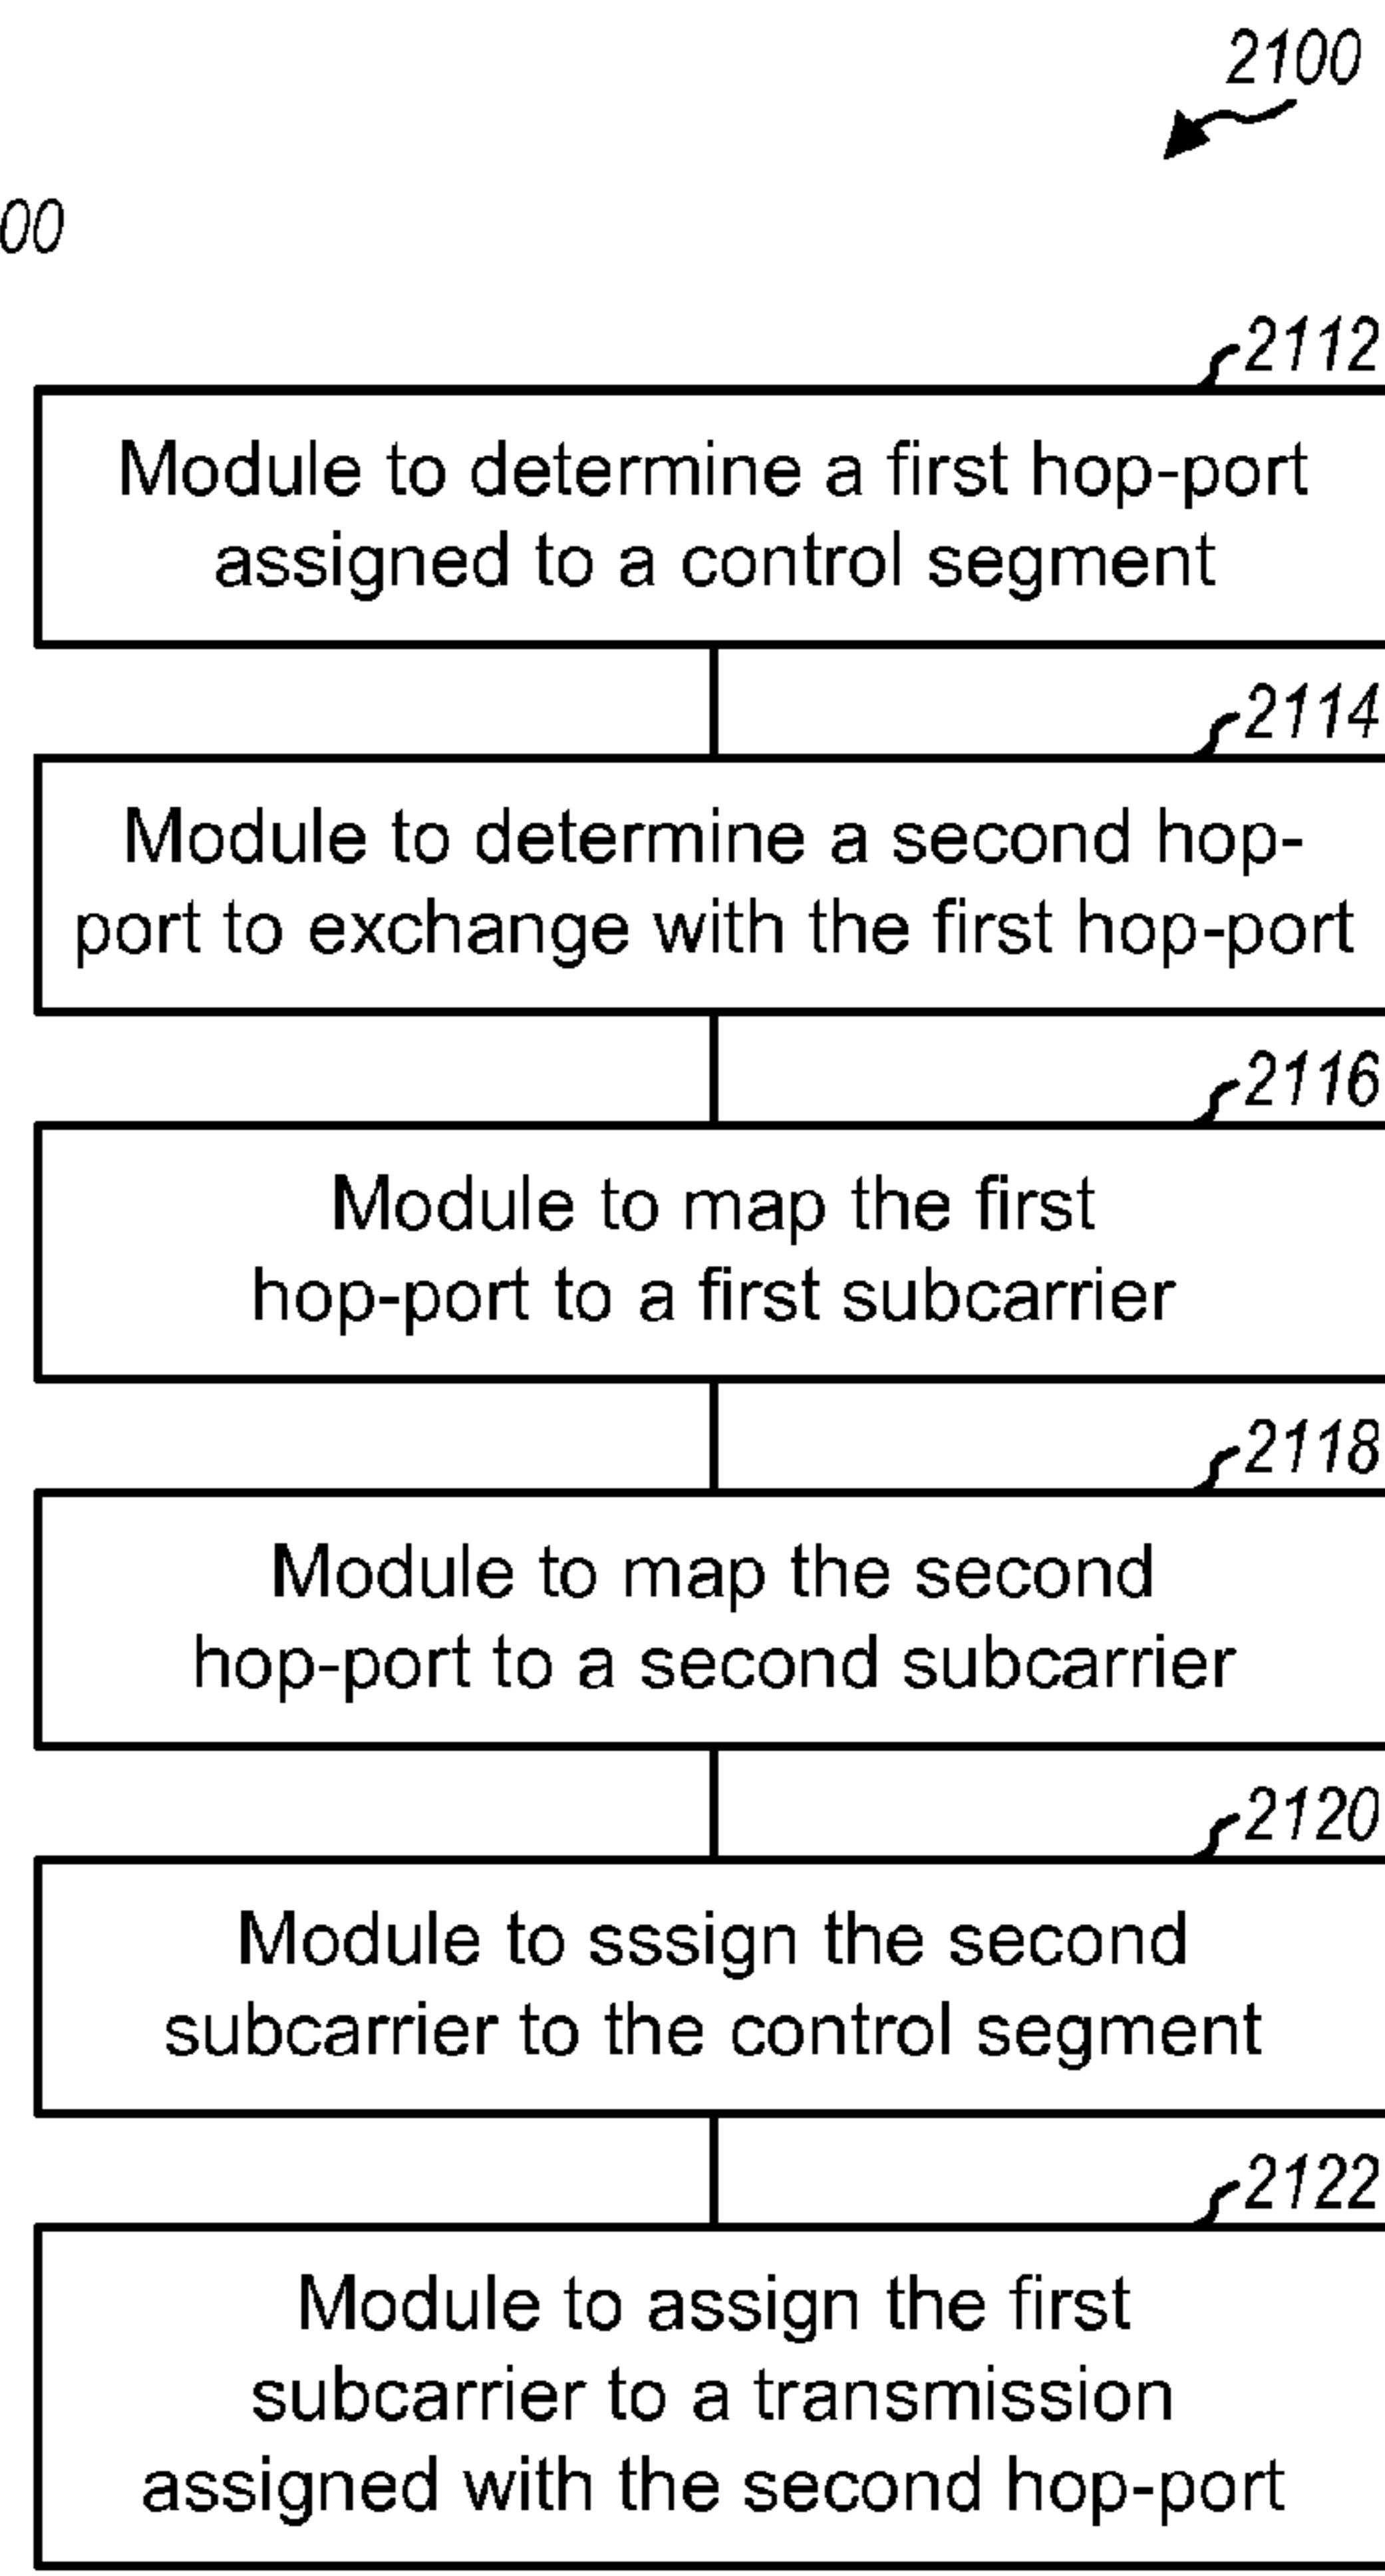 2100
00
2112
Module to determine a first hop-port
assigned to a control segment
2114
Module to determine a second hop-
port to exchange with the first hop-port
2116
Module to map the first
hop-port to a first subcarrier
2118
Module to map the second
hop-port to a second subcarrier
2120
Module to sssign the second
subcarrier to the control segment
2122
Module to assign the first
subcarrier to a transmission
assigned with the second hop-port